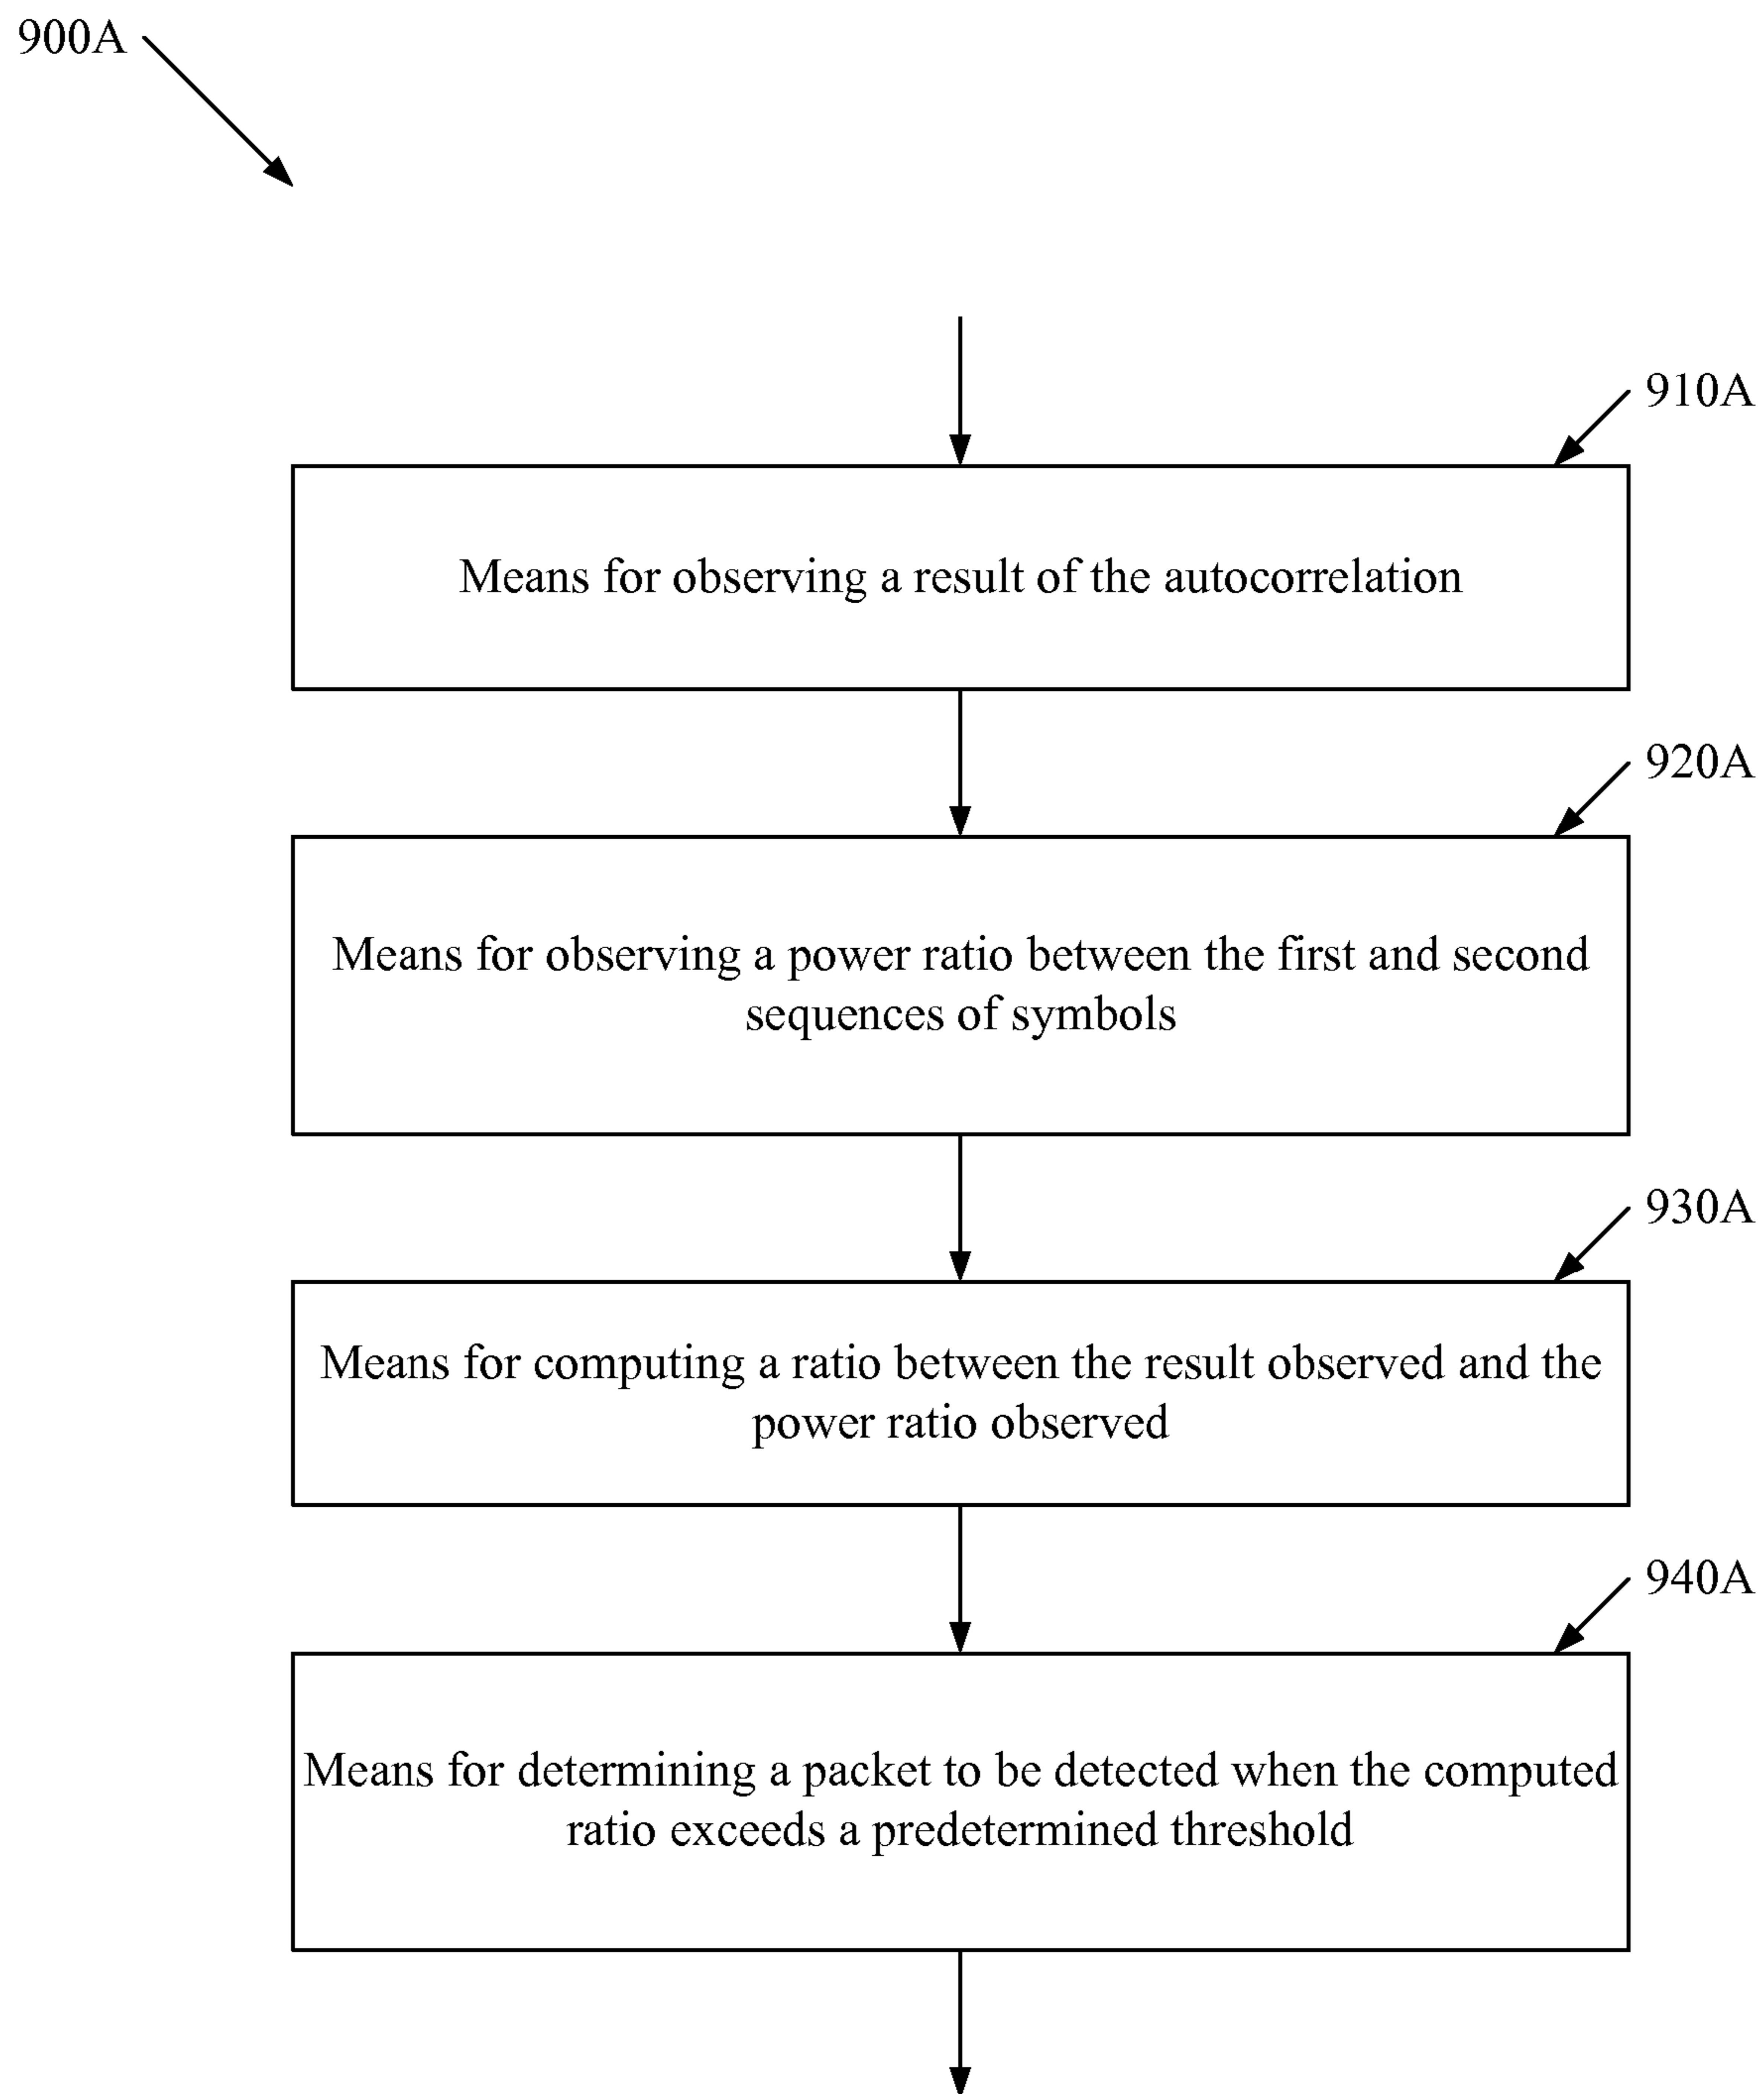 900A
910A
Means for observing a result of the autocorrelation
920A
Means for observing a power ratio between the first and second
sequences of symbols
930A
Means for computing a ratio between the result observed and the
power ratio observed
940A
Means for determining a packet to be detected when the computed
ratio exceeds a predetermined threshold